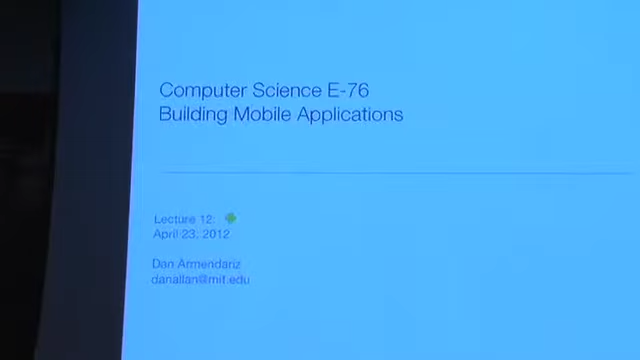 Computer Science E-76
Building Mobile Applications
Lecture 12:
April 23, 2012
Dan Armendariz
danallan@mit.edu